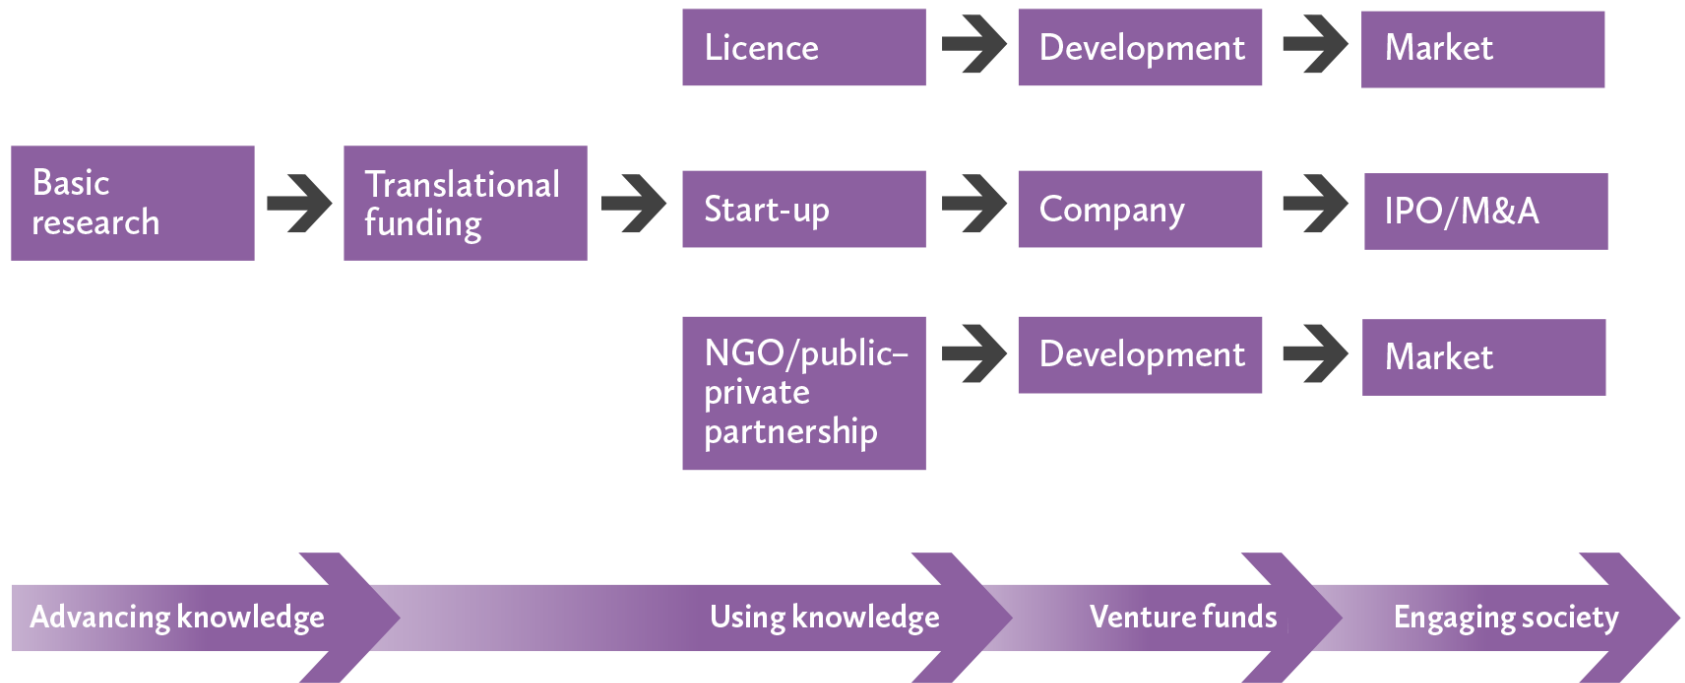 Licence
Development
Market
Basic
research
Translational
funding
Start-up
Company
IPO/M&A
NGO/public–
private
partnership
Development
Market
Advancing knowledge
Using knowledge
Venture funds
Engaging society